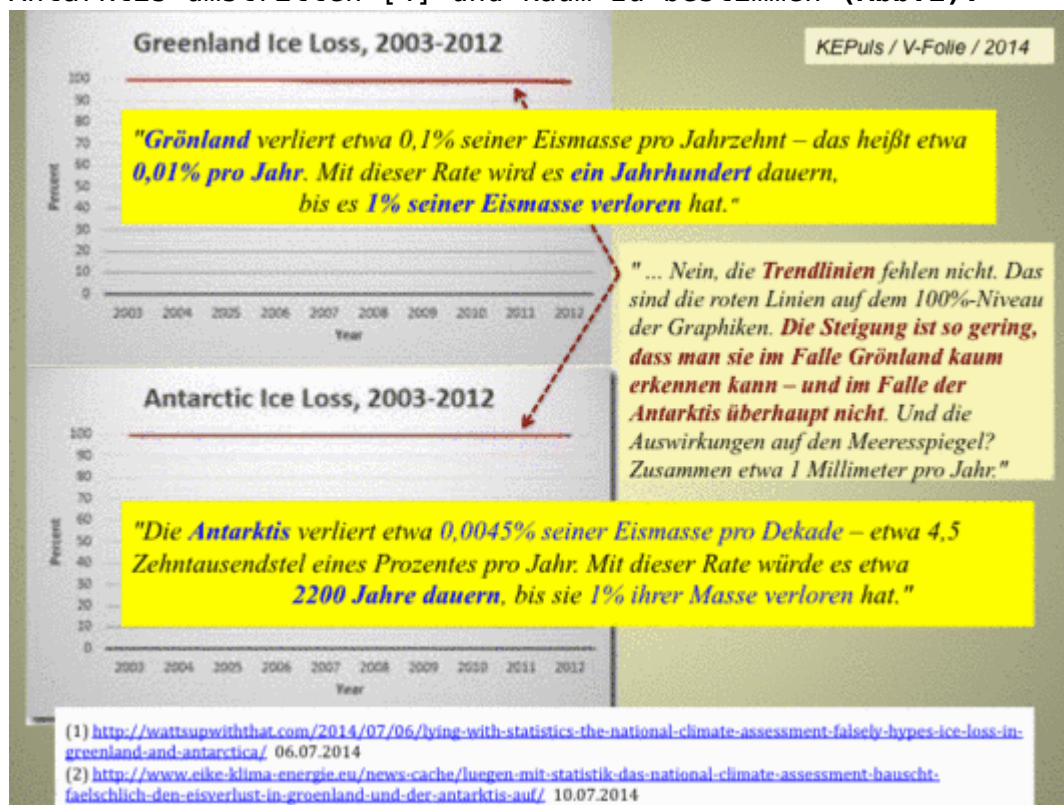 Greenland Ice Loss, 2003-2012
KEPuls / V-Folie / 2014
100
90
80
"Grönland verliert etwa 0,1% seiner Eismasse pro Jahrzehnt – das heißt etwa
70
60
0,01% pro Jahr. Mit dieser Rate wird es ein Jahrhundert dauern,
50
40
bis es 1% seiner Eismasse verloren hat."
30
20
10
0
Percent
2003 2004 2005 2006 2007 2008 2009 2010 2011 2012
Year
" ... Nein, die Trendlinien fehlen nicht. Das
sind die roten Linien auf dem 100%-Niveau
der Graphiken. Die Steigung ist so gering,
dass man sie im Falle Grönland kaum
erkennen kann – und im Falle der
Antarktis überhaupt nicht. Und die
Auswirkungen auf den Meeresspiegel?
Zusammen etwa 1 Millimeter pro Jahr."
Antarctic Ice Loss, 2003-2012
100
90
80
70
60
"Die Antarktis verliert etwa 0,0045% seiner Eismasse pro Dekade – etwa 4,5
50
40
Zehntausendstel eines Prozentes pro Jahr. Mit dieser Rate würde es etwa
30
20
2200 Jahre dauern, bis sie 1% ihrer Masse verloren hat."
10
0
Percent
2003 2004 2005 2006 2007 2008 2009 2010 2011 2012
Year
(1) http://wattsupwiththat.com/2014/07/06/lying-with-statistics-the-national-climate-assessment-falsely-hypes-ice-loss-in-
greenland-and-antarctica/ 06.07.2014
(2) http://www.eike-klima-energie.eu/news-cache/luegen-mit-statistik-das-national-climate-assessment-bauscht-
faelschlich-den-eisverlust-in-groenland-und-der-antarktis-auf/ 10.07.2014